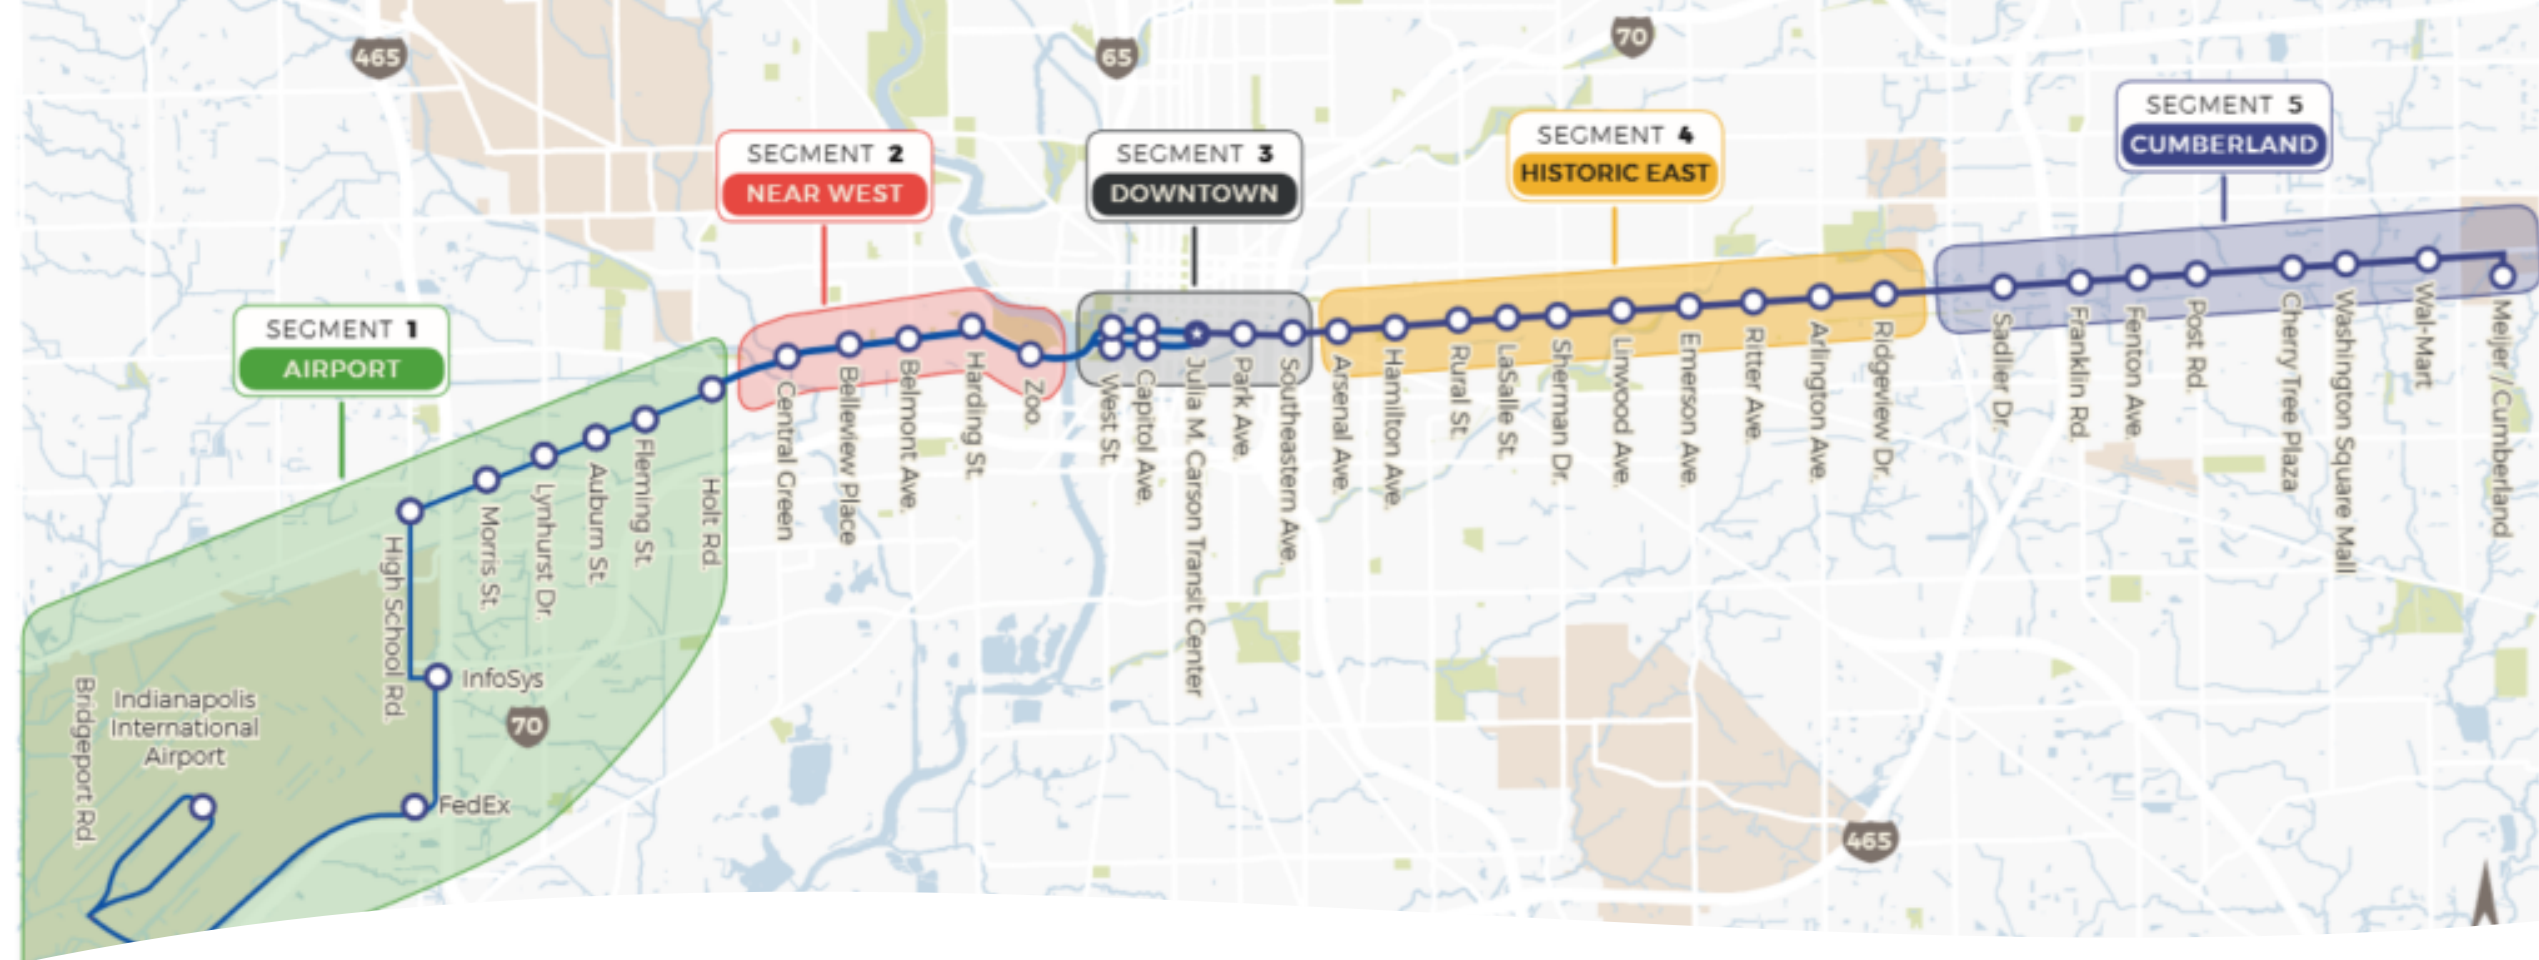 465
65
70
SEGMENT 1
AIRPORT
SEGMENT 2
NEAR WEST
SEGMENT 3
DOWNTOWN
SEGMENT 4
HISTORIC EAST
SEGMENT 5
CUMBERLAND
Bridgeport Rd.
Indianapolis
International
Airport
FedEx
InfoSys
70
High School Rd.
Morris St.
Lynhurst Dr.
Auburn St.
Fleming St.
Holt Rd.
Central Green
Belleview Place
Belmont Ave.
Harding St.
Zoo
West St.
Capitol Ave.
Julia M. Carson Transit Center
Park Ave.
Southeastern Ave.
Arsenal Ave.
Hamilton Ave.
Rural St.
LaSalle St.
Sherman Dr.
Linwood Ave.
Emerson Ave.
Ritter Ave.
Arlington Ave.
Ridgeview Dr.
Sadlier Dr.
Franklin Rd.
Fenton Ave.
Post Rd.
Cherry Tree Plaza
Washington Square Mall
Wal-Mart
Meijer / Cumberland
465